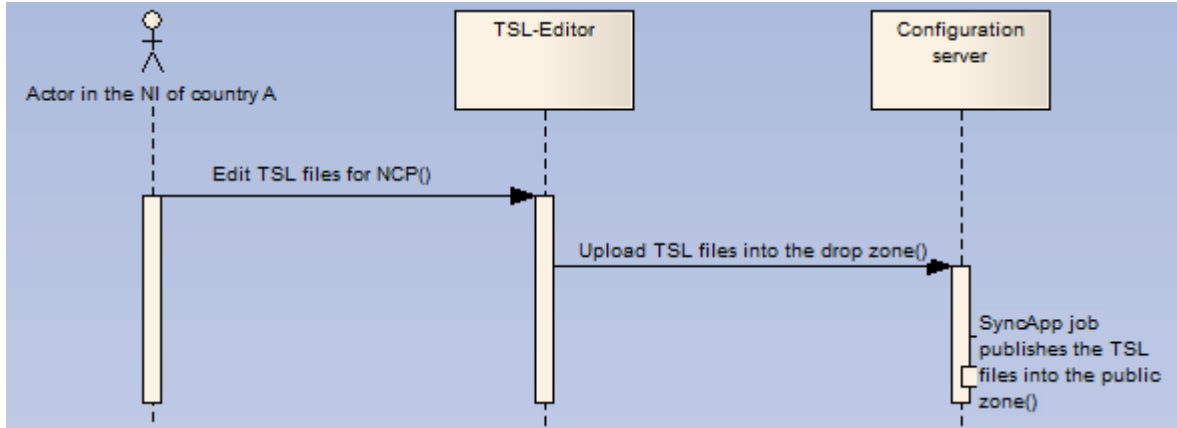 TSL-Editor
Configuration
server
Actor in the NI of country A
Edit TSL files for NCP()
Upload TSL files into the drop zone()
SyncApp job
publishes the TSL
files into the public
zone()